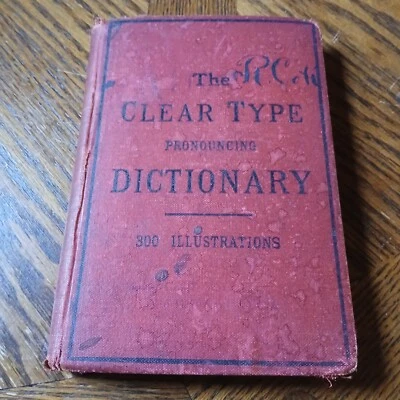 The
CLEAR TYPE
PRONOUNCING
DICTIONARY
300 ILLUSTRATIONS